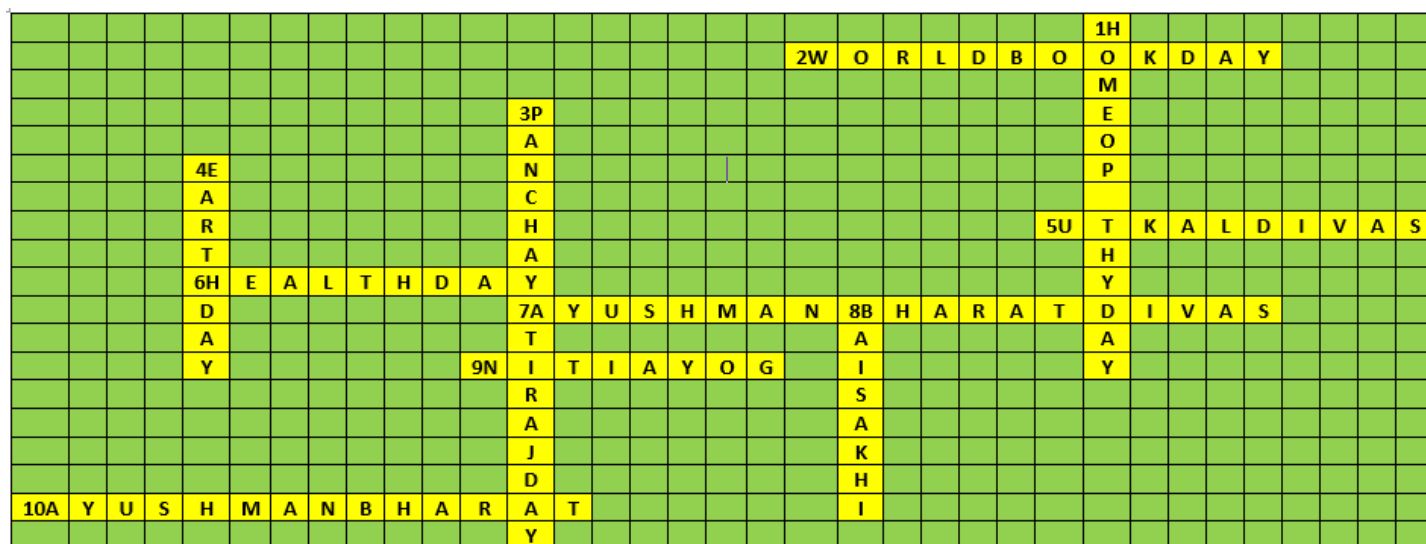 1H
2W O R L D B O O K D A Y
M
3P E
A O
4E N P
A C
R H 5U T K A L D I V A S
T A H
6H E A L T H D A Y Y
D 7A Y U S H M A N 8B H A R A T D I V A S
A T A A
Y 9N I T I A Y O G I Y
R S
A A
J K
D H
10A Y U S H M A N B H A R A T I
Y